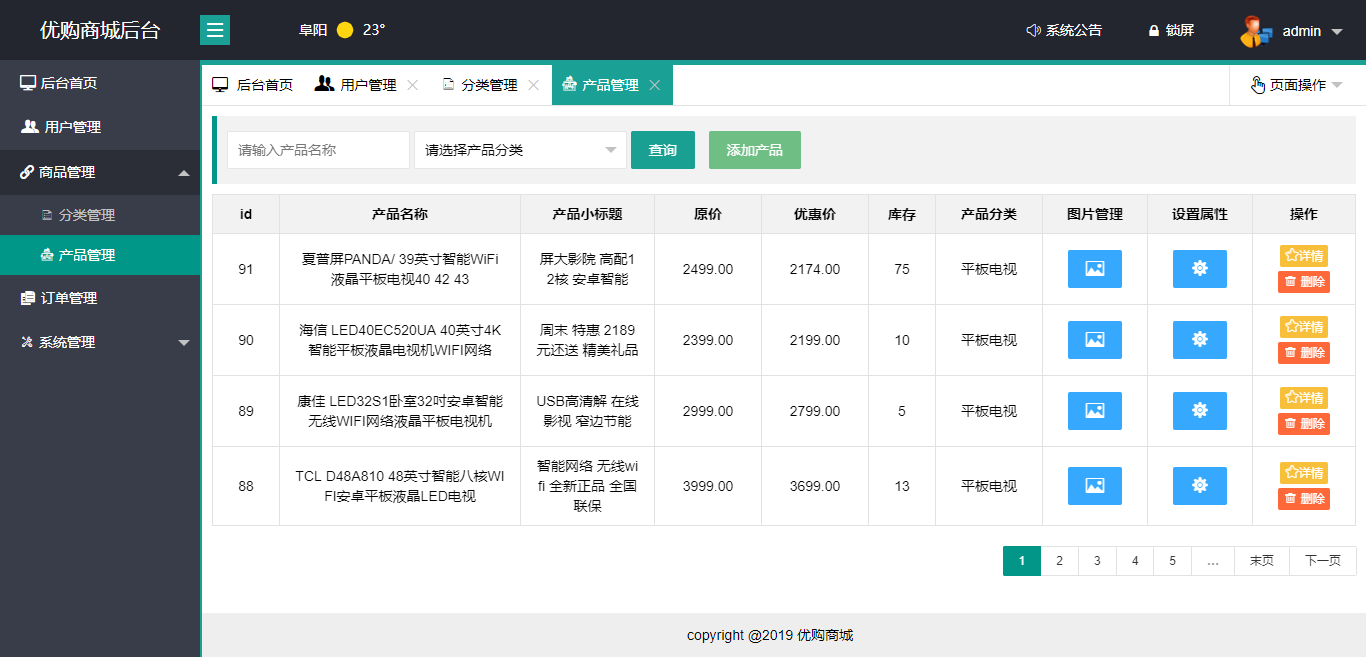 优购商城后台
阜阳 23°
系统公告
锁屏
admin
后台首页
用户管理
商品管理
分类管理
产品管理
订单管理
系统管理
后台首页
用户管理
分类管理
产品管理
页面操作
请输入产品名称
请选择产品分类
查询
添加产品
id 产品名称 产品小标题 原价 优惠价 库存 产品分类 图片管理 设置属性 操作
91
夏普屏PANDA/ 39英寸智能WiFi
液晶平板电视40 42 43
屏大影院 高配1
2核 安卓智能
2499.00
2174.00
75
平板电视
详情
删除
90
海信 LED40EC520UA 40英寸4K
智能平板液晶电视机WIFI网络
周末 特惠 2189
元还送 精美礼品
2399.00
2199.00
10
平板电视
详情
删除
89
康佳 LED32S1卧室32吋安卓智能
无线WIFI网络液晶平板电视机
USB高清解 在线
影视 窄边节能
2999.00
2799.00
5
平板电视
详情
删除
88
TCL D48A810 48英寸智能八核WI
FI安卓平板液晶LED电视
智能网络 无线wi
fi 全新正品 全国
联保
3999.00
3699.00
13
平板电视
详情
删除
1 2 3 4 5 … 末页 下一页
copyright @2019 优购商城